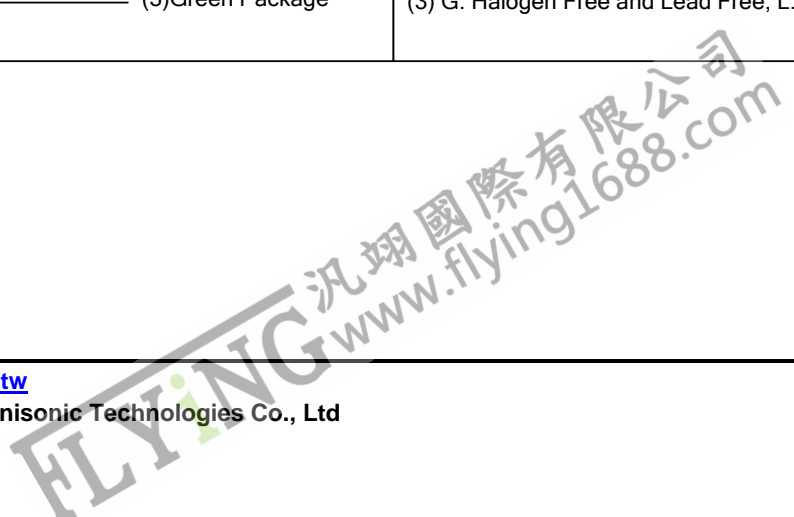 (3)Green Package
(3) G: Halogen Free and Lead Free, L:
汎翊國際有限公司
FLYiNG www.flying1688.com
tw
nisonic Technologies Co., Ltd